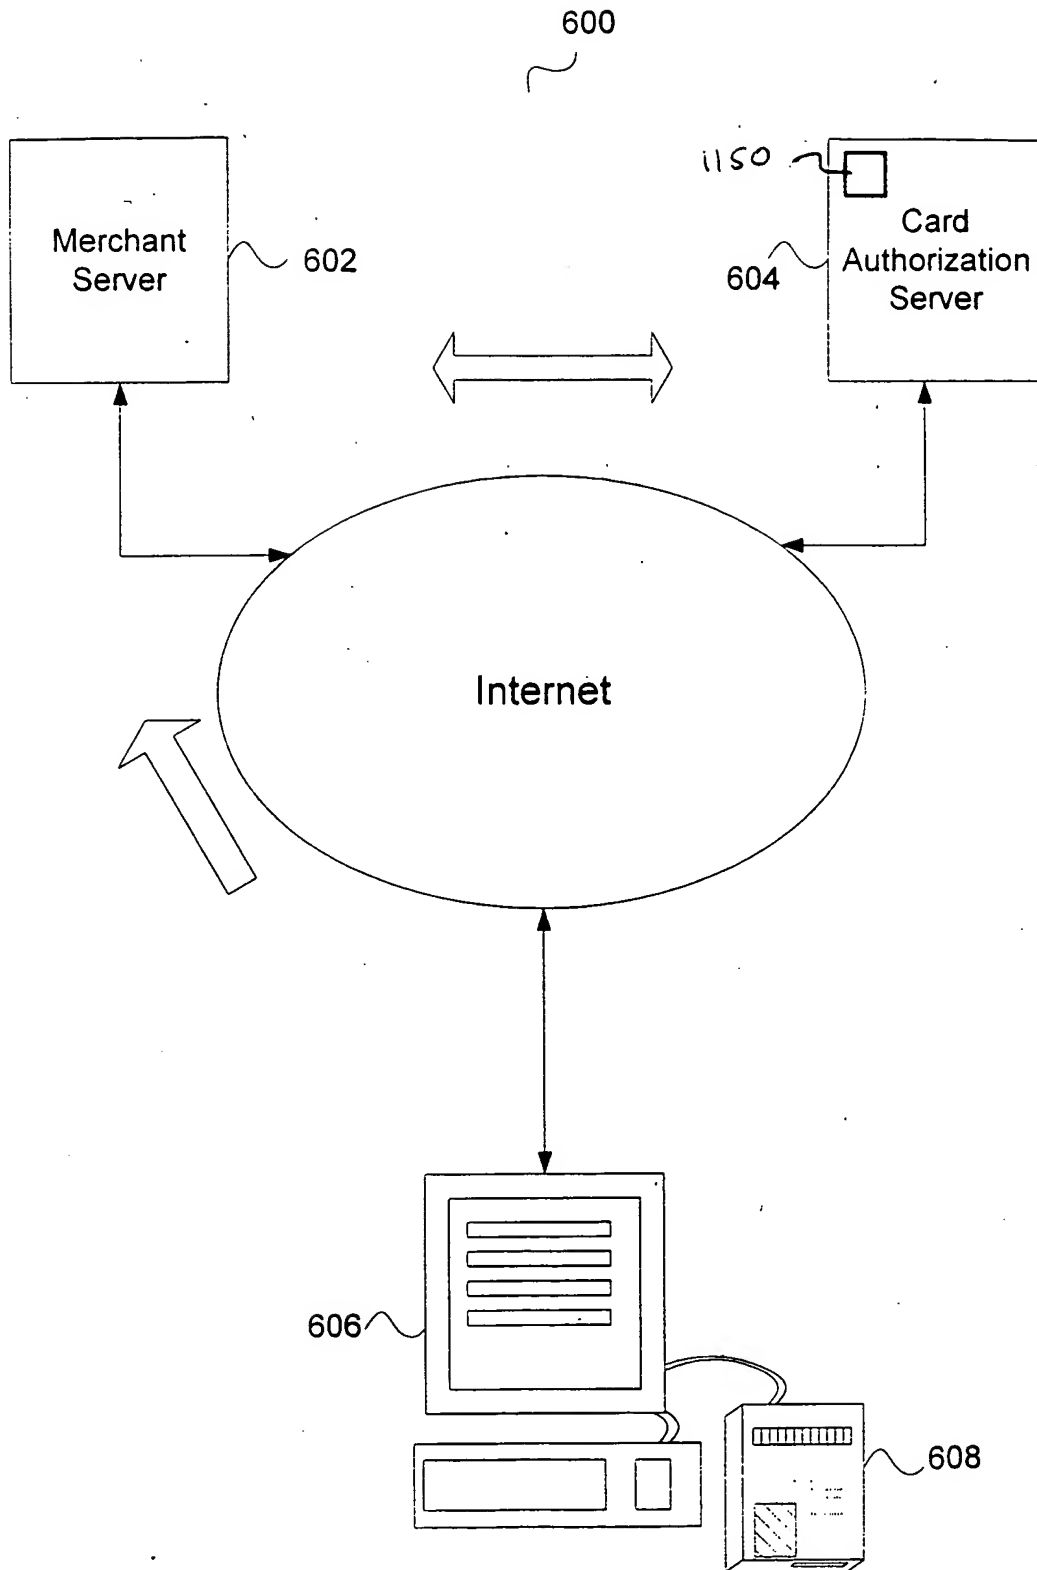 600
1150
Merchant
Server
602
Card
Authorization
Server
604
Internet
606
608